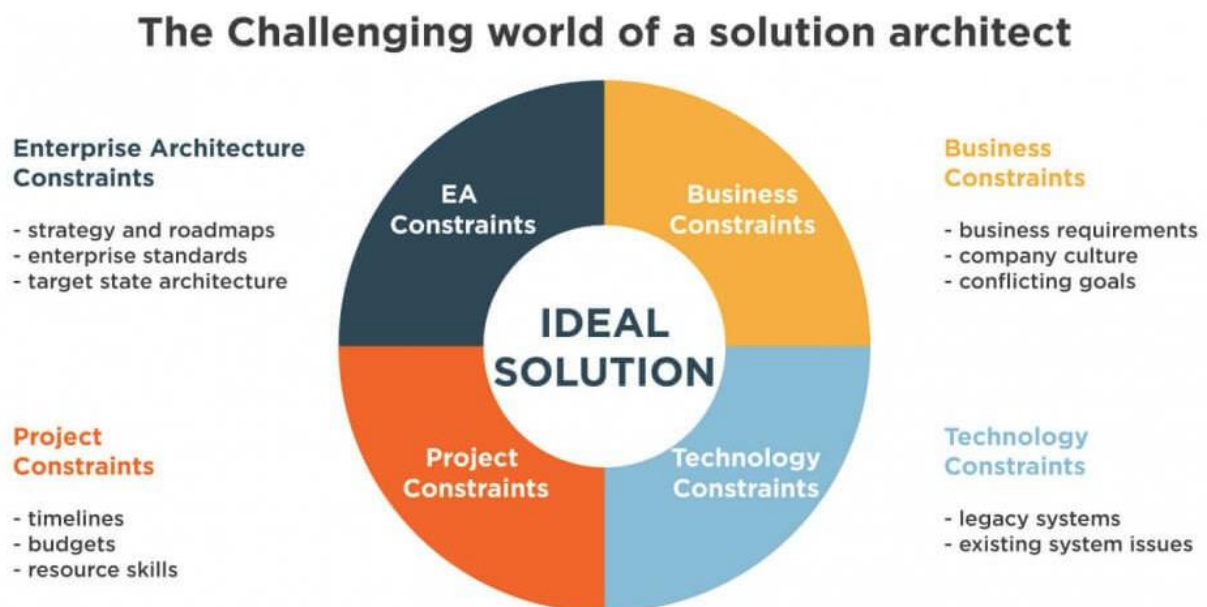 The Challenging world of a solution architect
Enterprise Architecture
Constraints
- strategy and roadmaps
- enterprise standards
- target state architecture
EA
Constraints
Business
Constraints
Business
Constraints
- business requirements
- company culture
- conflicting goals
IDEAL
SOLUTION
Project
Constraints
- timelines
- budgets
- resource skills
Project
Constraints
Technology
Constraints
Technology
Constraints
- legacy systems
- existing system issues